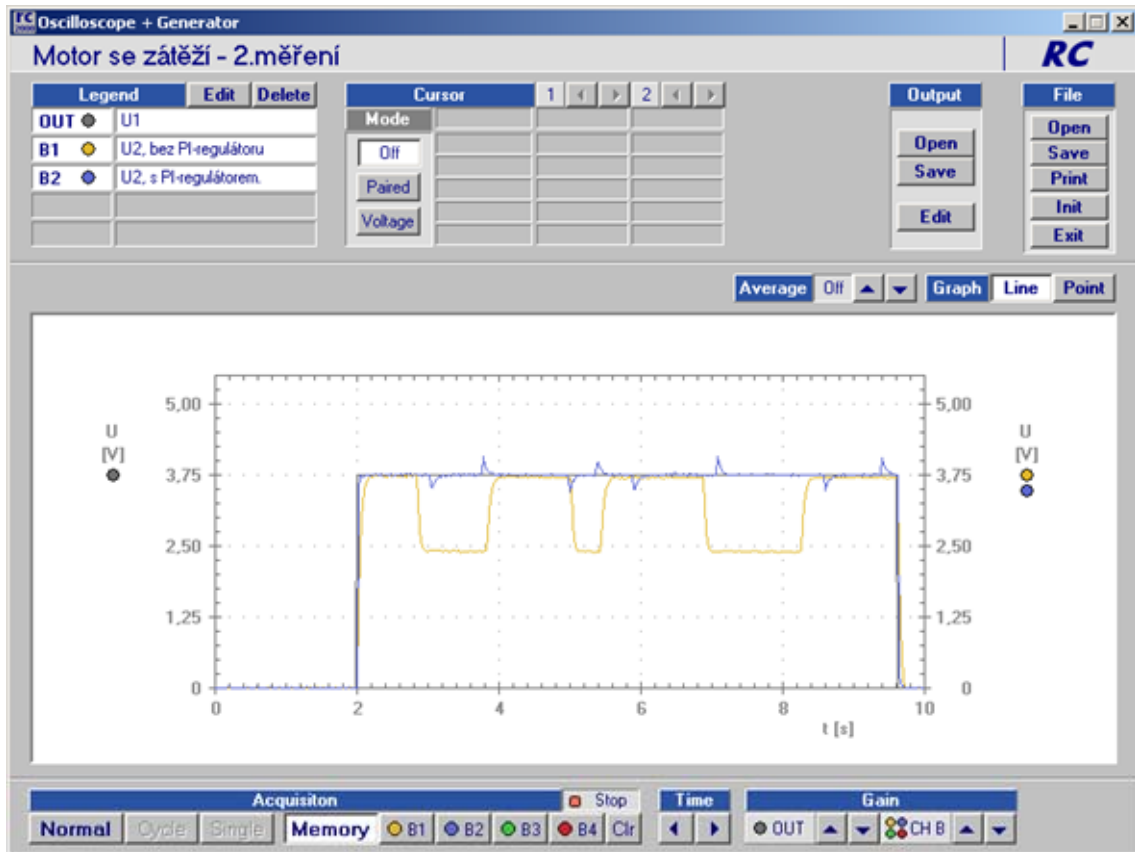 Oscilloscope + Generator
Motor se zátěží - 2.měření RC
Legend Edit Delete Cursor 1 2 Output File
OUT U1 Mode Open
B1 U2, bez PI-regulátoru Off Open Save
B2 U2, s PI-regulátorem. Paired Save Print
Voltage Edit Init
Exit
Average Off Graph Line Point
5,00 5,00
U U
[V] [V]
3,75 3,75
2,50 2,50
1,25 1,25
0 0
0 2 4 6 8 10
t [s]
Acquisiton Stop Time Gain
Normal Cycle Single Memory B1 B2 B3 B4 Clr OUT CH B